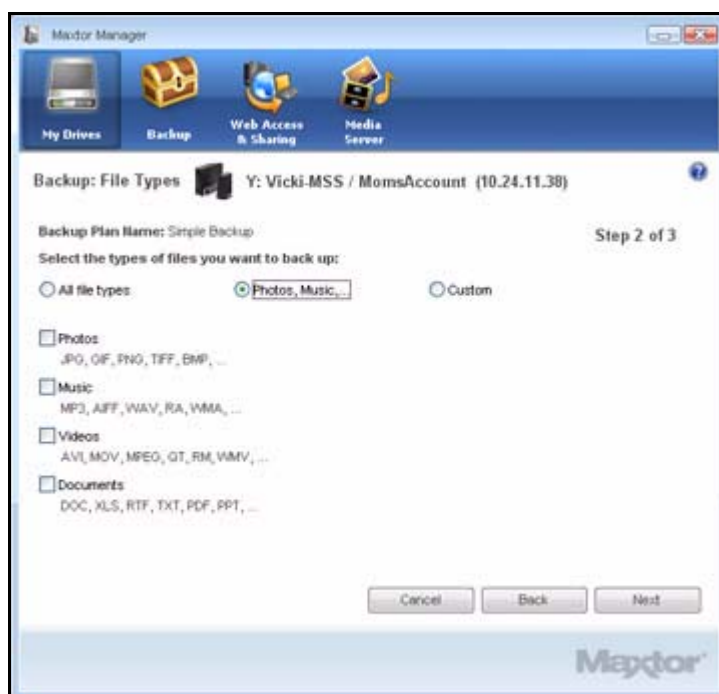 Maxtor Manager
My Drives
Backup
Web Access & Sharing
Media Server
Backup: File Types
Y: Vicki-MSS / MomsAccount (10.24.11.38)
Backup Plan Name: Simple Backup
Step 2 of 3
Select the types of files you want to back up:
All file types
Photos, Music,...
Custom
Photos
JPG, GIF, PNG, TIFF, BMP, ...
Music
MP3, AIFF, WAV, RA, WMA, ...
Videos
AVI, MOV, MPEG, QT, RM, WMV, ...
Documents
DOC, XLS, RTF, TXT, PDF, PPT, ...
Cancel
Back
Next
Maxtor